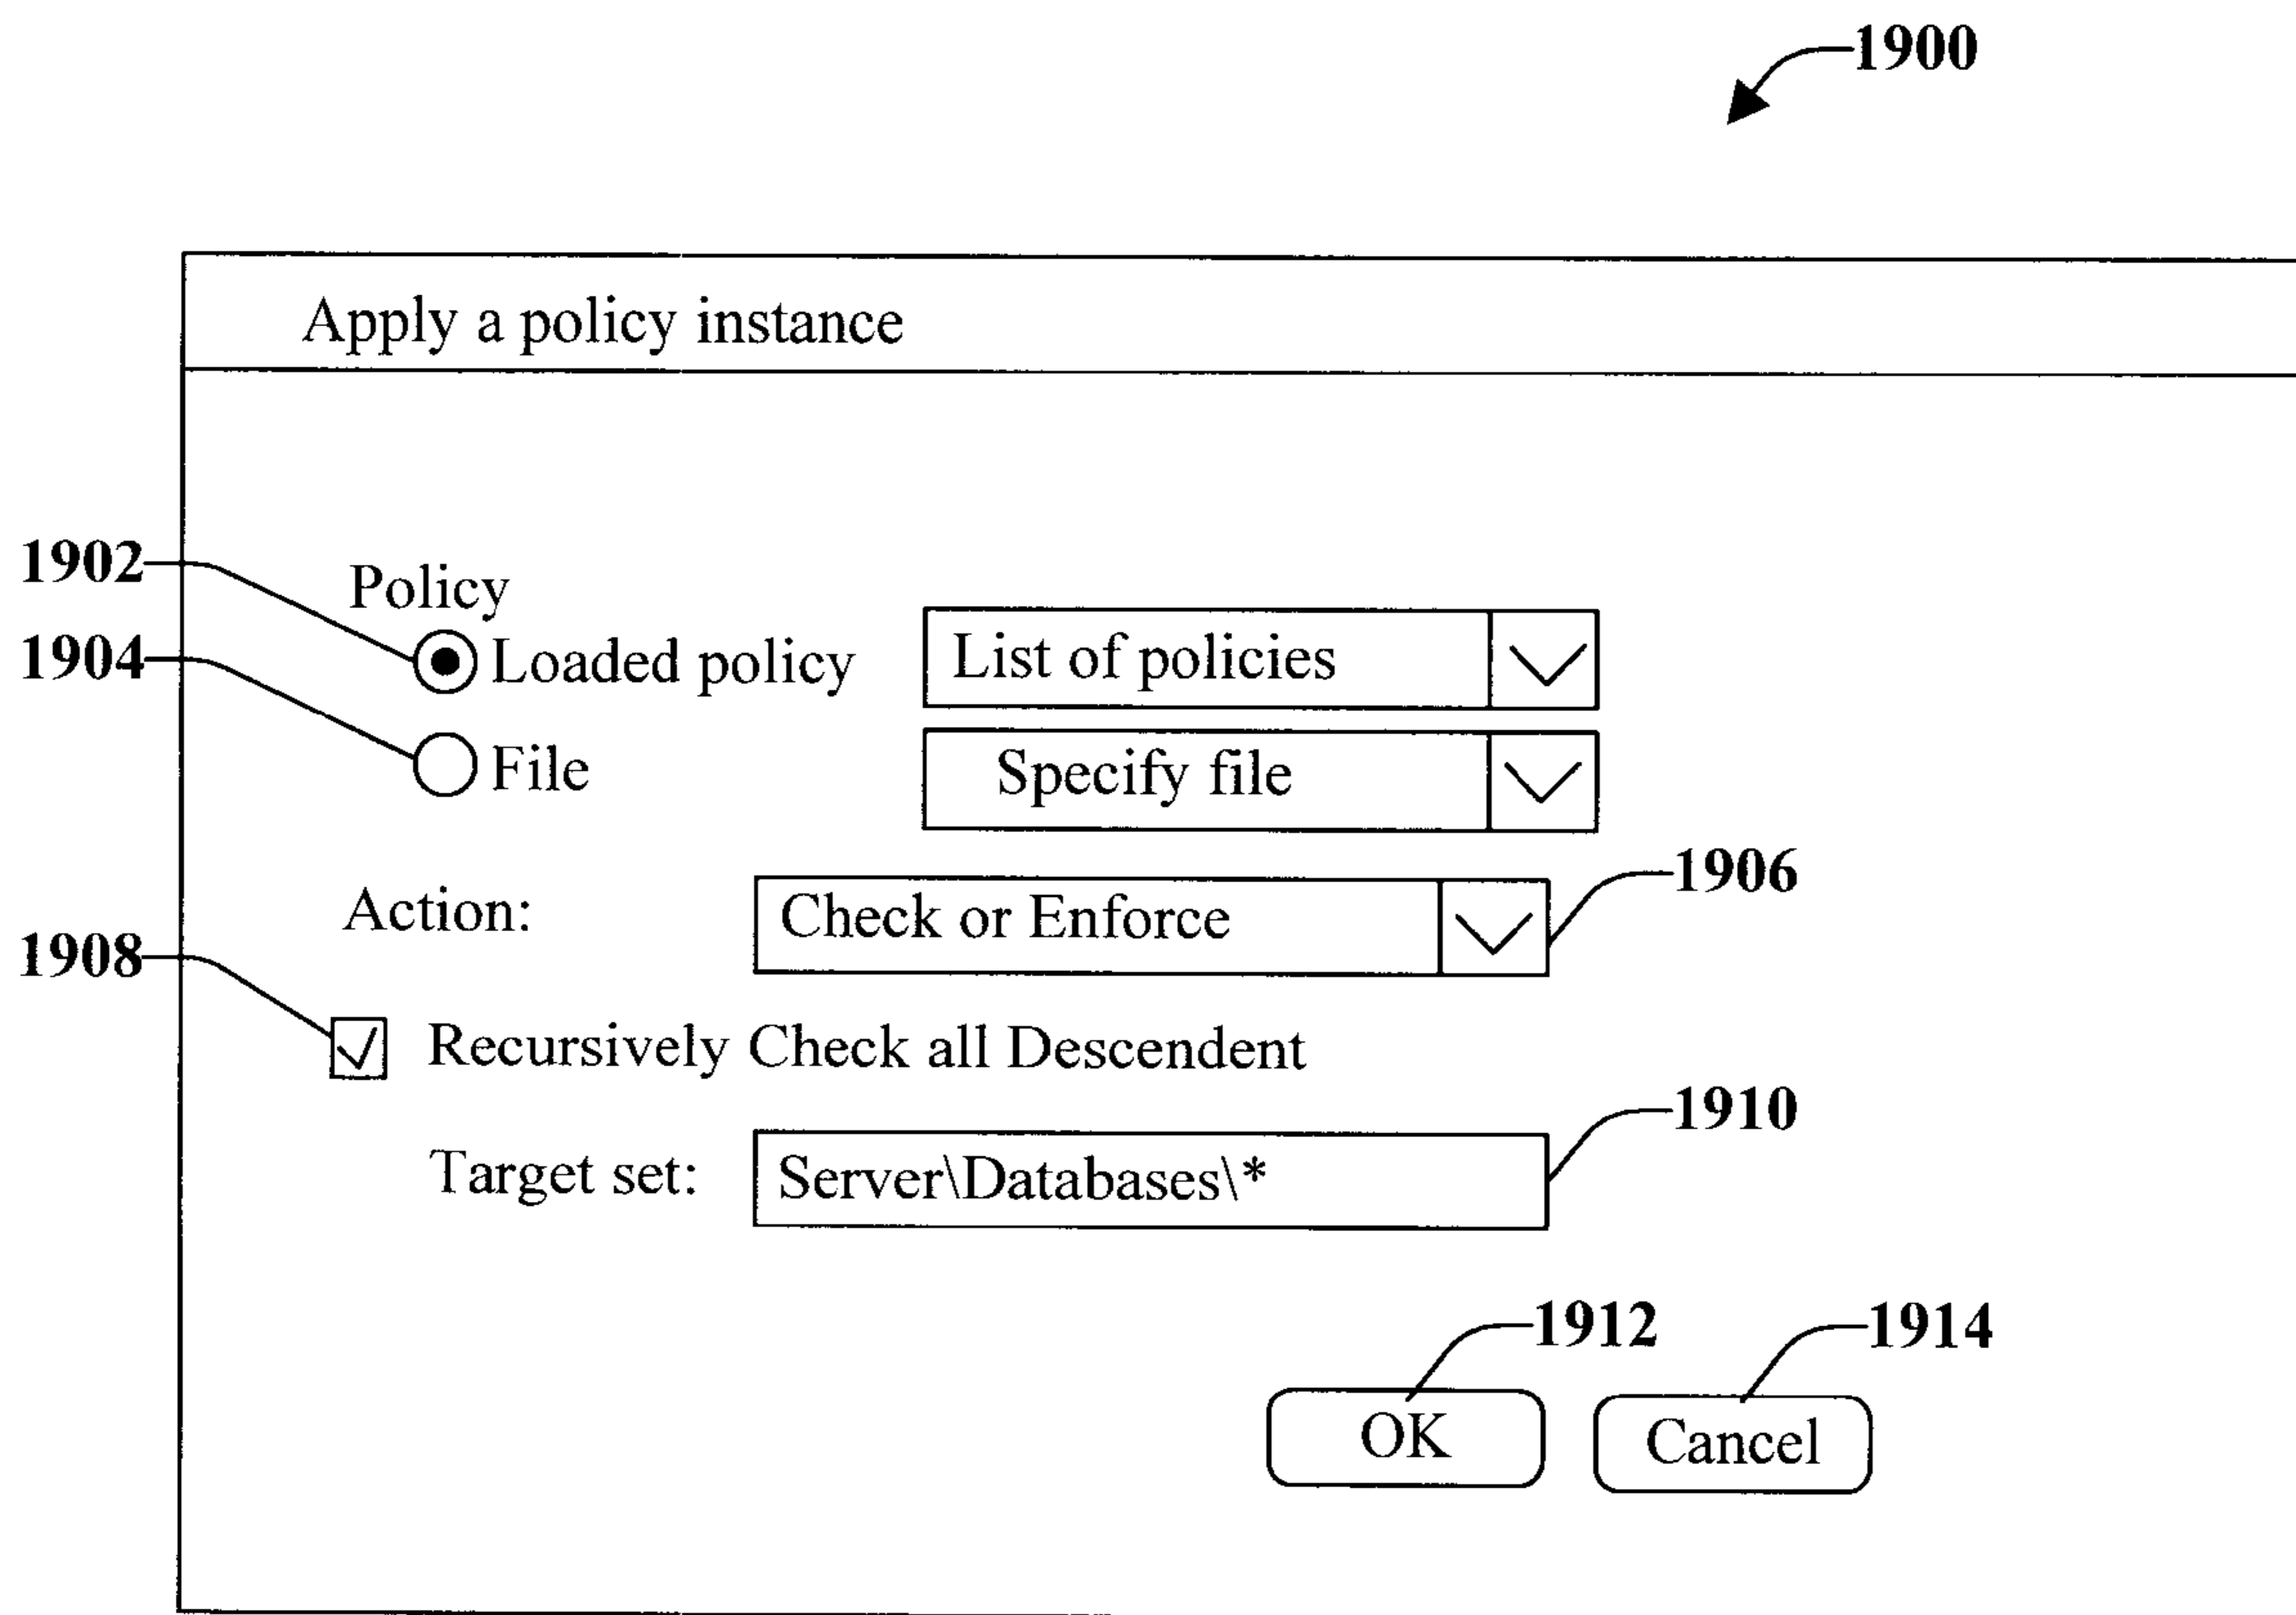 1900
Apply a policy instance
1902
Policy
1904
Loaded policy
List of policies
File
Specify file
1906
Action:
Check or Enforce
1908
Recursively Check all Descendent
1910
Target set:
Server\Databases\*
1912
1914
OK
Cancel